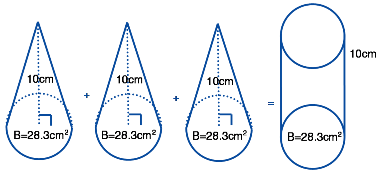 10cm
10cm
10cm
10cm
+
+
=
B=28.3cm²
B=28.3cm²
B=28.3cm²
B=28.3cm²